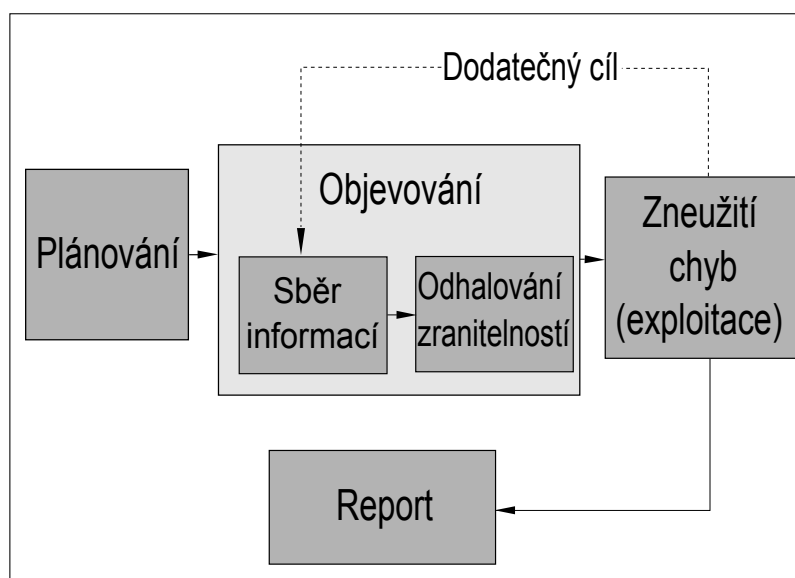 Dodatečný cíl
Plánování
Objevování
Sběr
informací
Odhalování
zranitelností
Zneužití
chyb
(exploitace)
Report